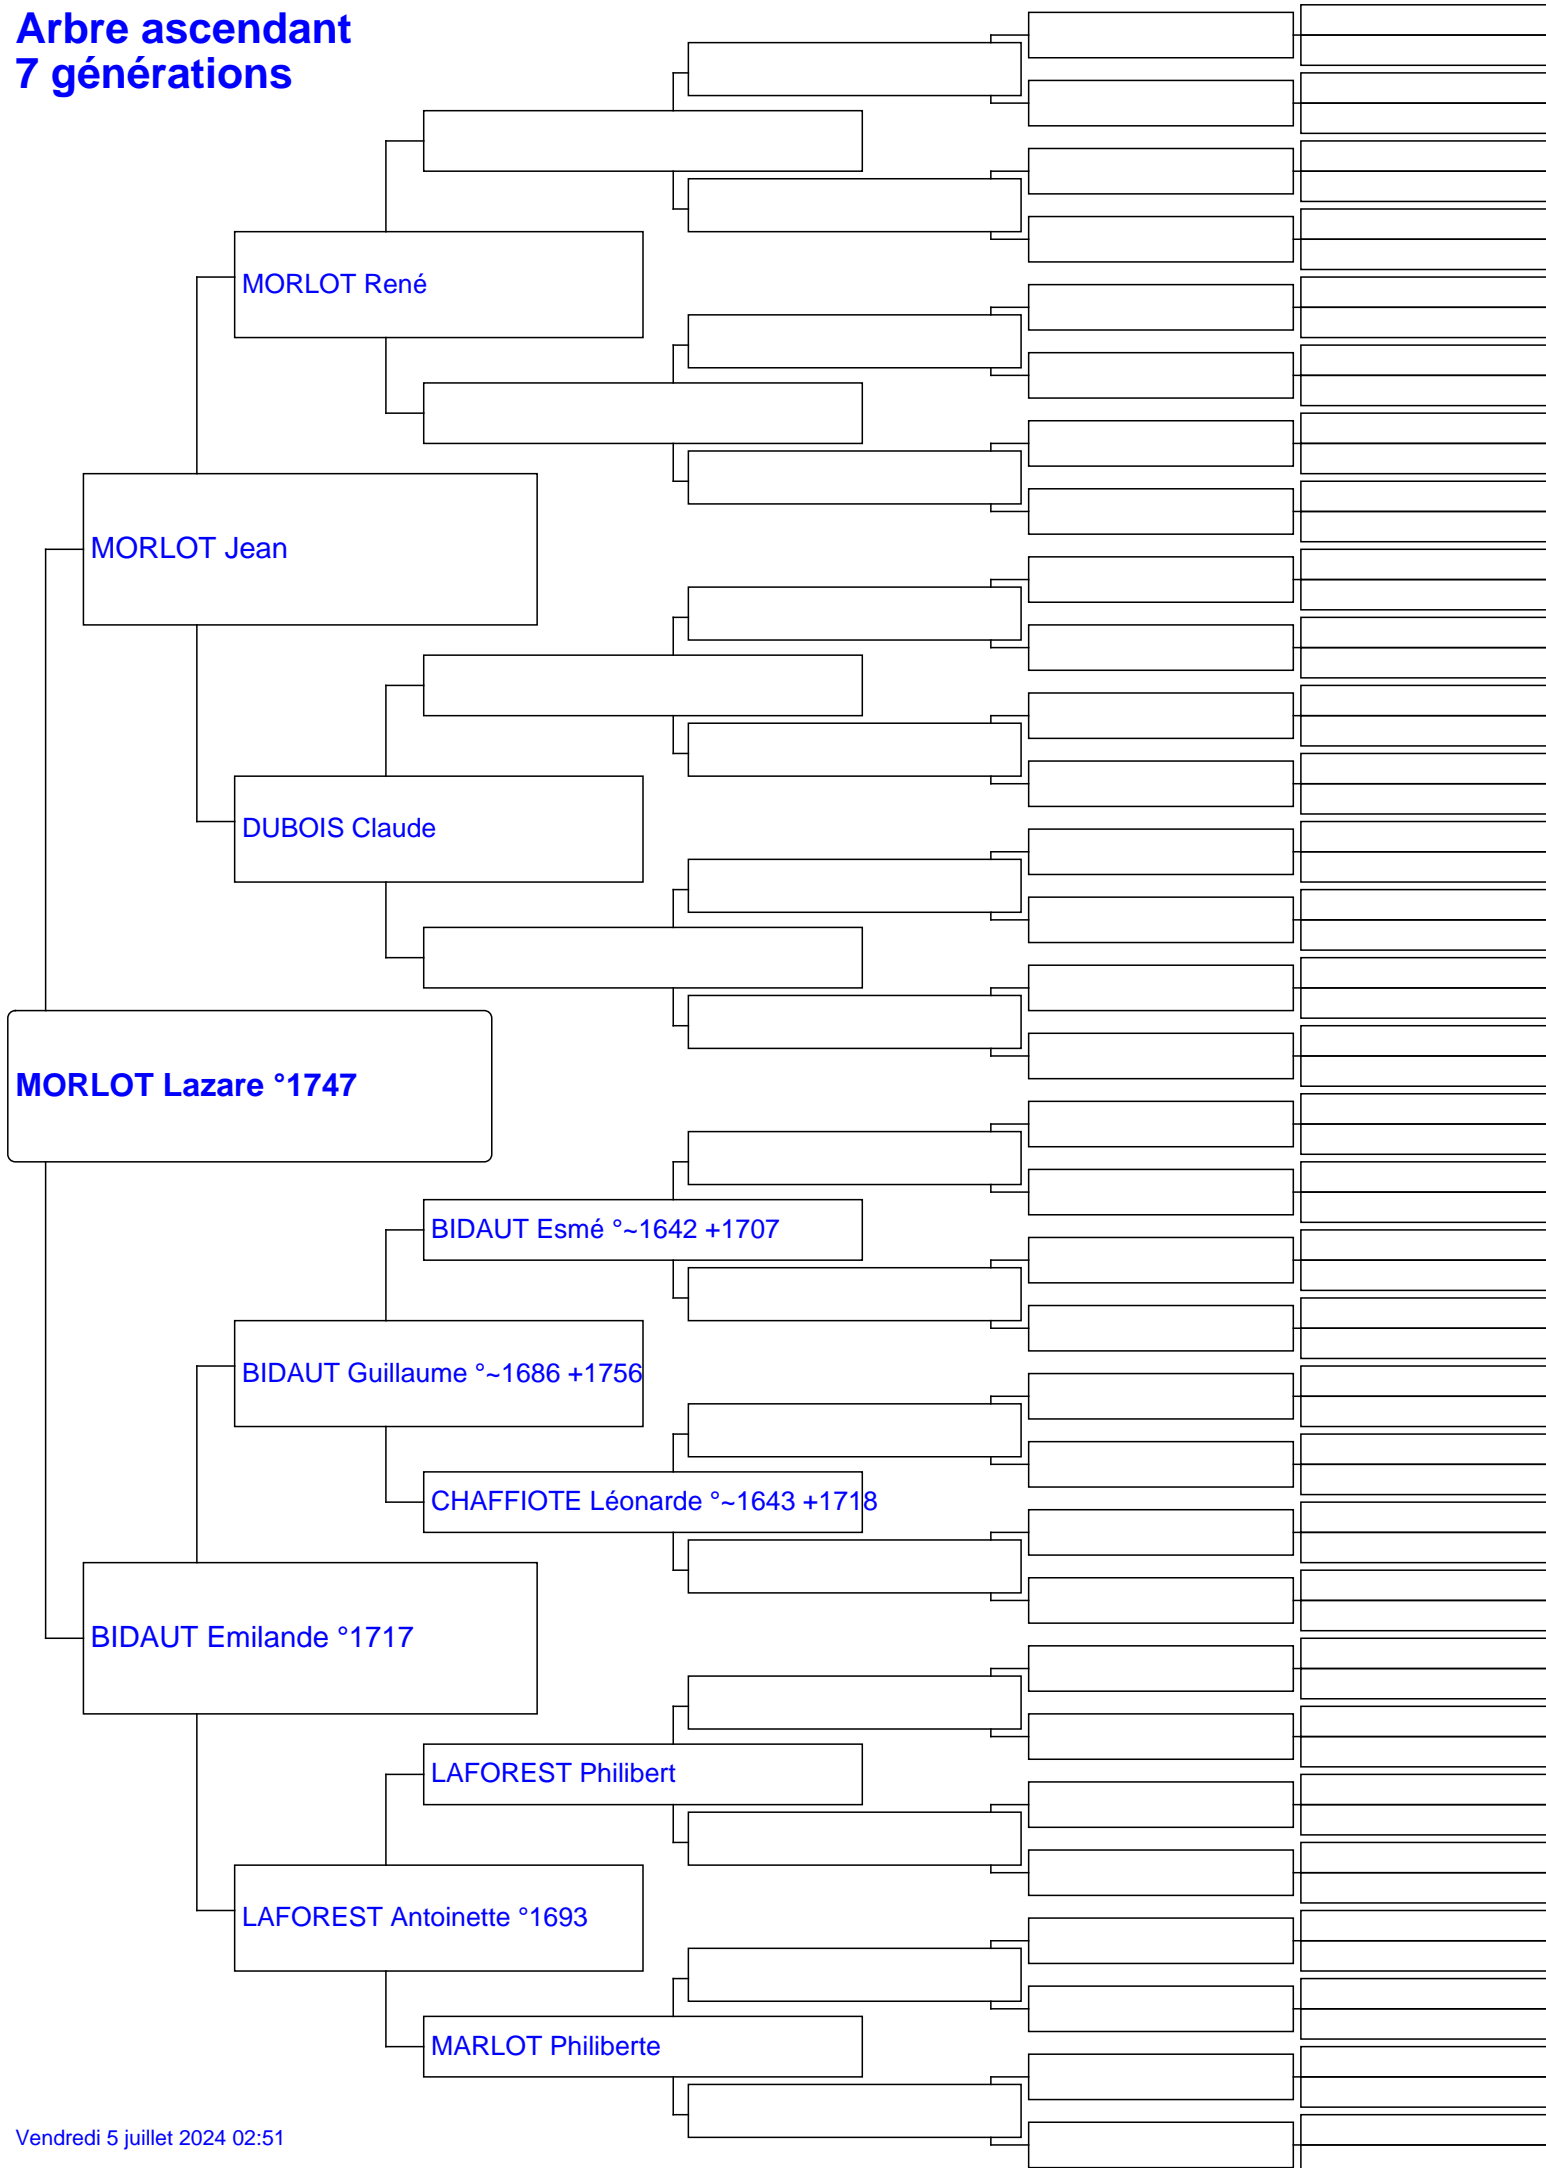 Arbre ascendant
7 générations
MORLOT René
MORLOT Jean
DUBOIS Claude
MORLOT Lazare °1747
BIDAUT Esmé °~1642 +1707
BIDAUT Guillaume °~1686 +1756
CHAFFIOTE Léonarde °~1643 +1718
BIDAUT Emilande °1717
LAFOREST Philibert
LAFOREST Antoinette °1693
MARLOT Philiberte
Vendredi 5 juillet 2024 02:51